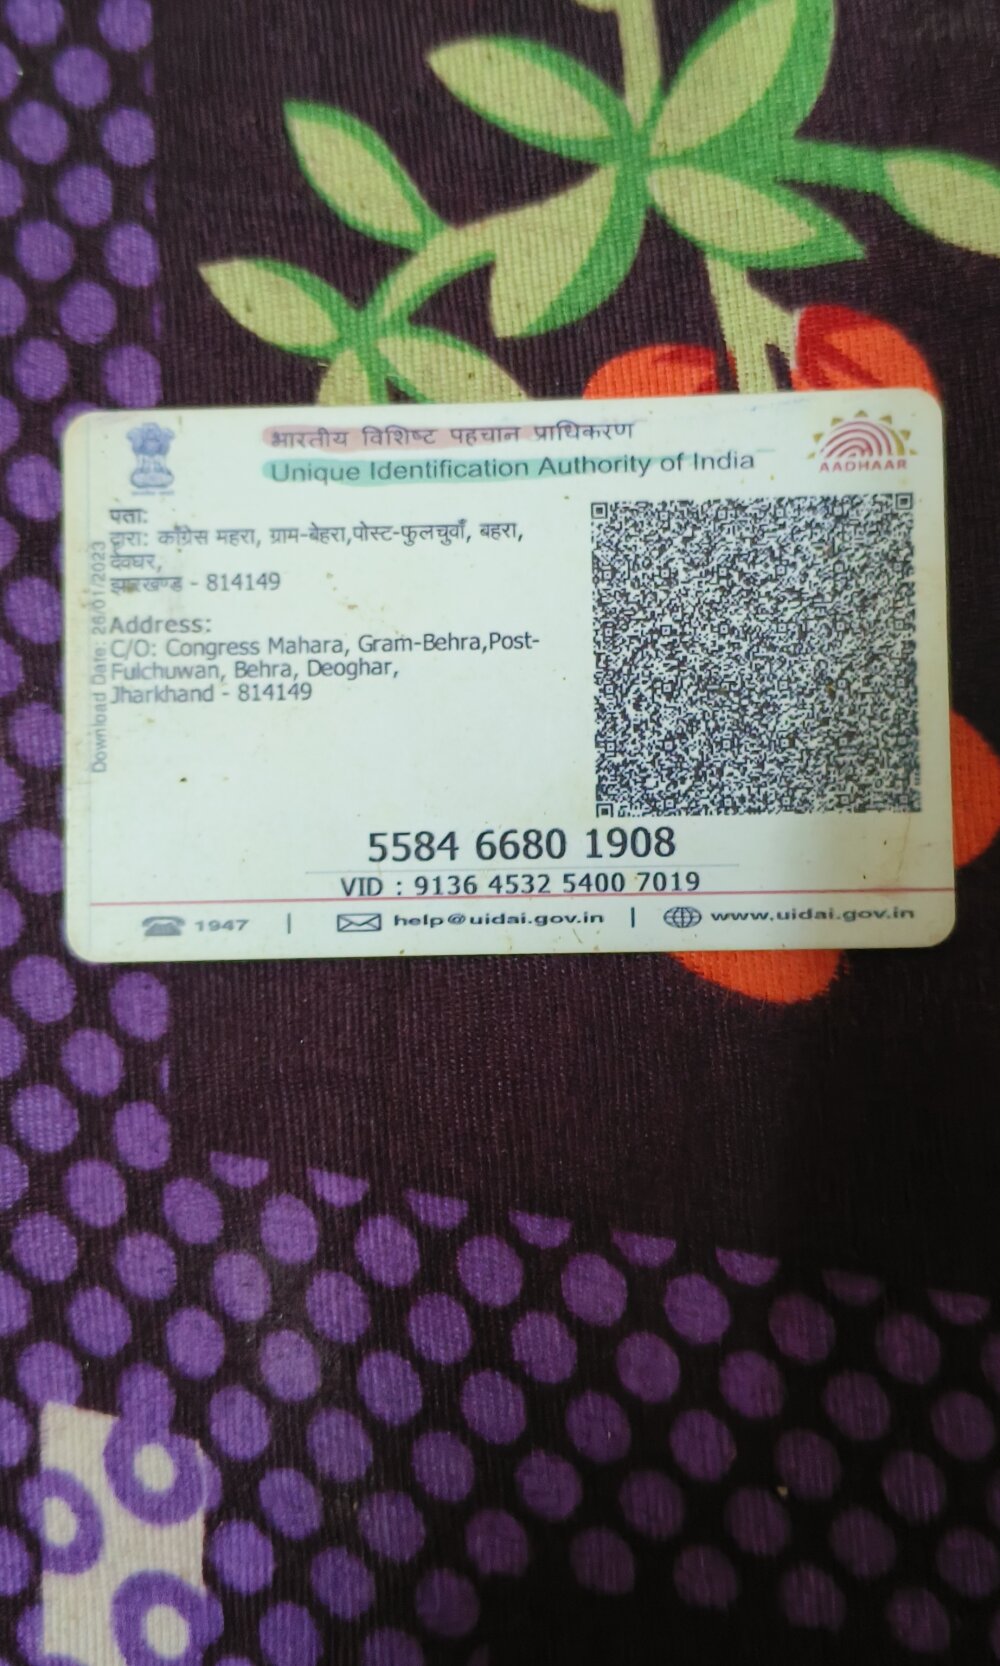 भारतीय विशिष्ट पहचान प्राधिकरण
Unique Identification Authority of India
AADHAAR
पता:
द्वारा: काँग्रेस महरा, ग्राम-बेहरा,पोस्ट-फुलचुवाँ, बहरा,
देवघर,
झारखण्ड - 814149
Address:
C/O: Congress Mahara, Gram-Behra,Post-
Fulchuwan, Behra, Deoghar,
Jharkhand - 814149
Download Date: 26/01/2023
5584 6680 1908
VID : 9136 4532 5400 7019
1947 | help@uidai.gov.in | www.uidai.gov.in